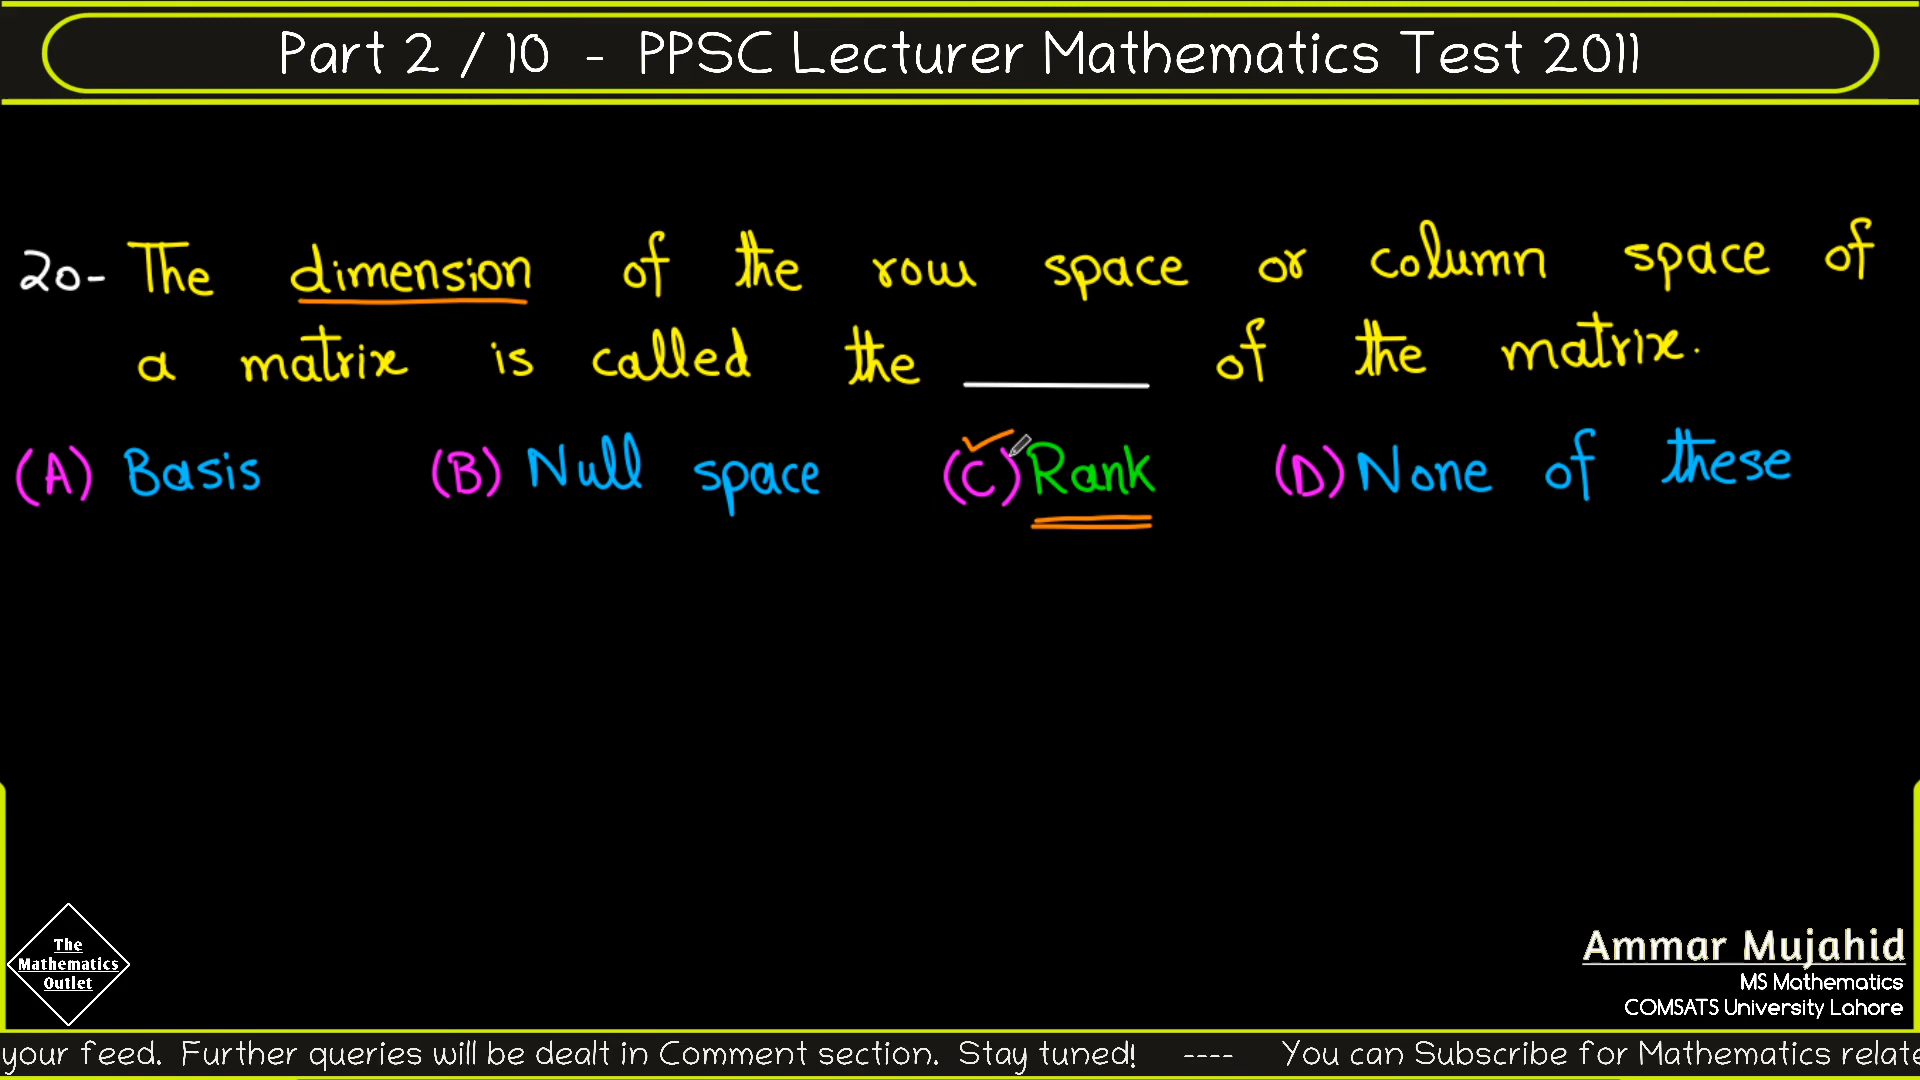 Part 2 / 10 - PPSC Lecturer Mathematics Test 2011
20- The dimension of the row space or column space of
a matrix is called the ______ of the matrix.
(A) Basis (B) Null space (C) Rank (D) None of these
The
Mathematics
Outlet
Ammar Mujahid
MS Mathematics
COMSATS University Lahore
your feed. Further queries will be dealt in Comment section. Stay tuned! ---- You can Subscribe for Mathematics relate